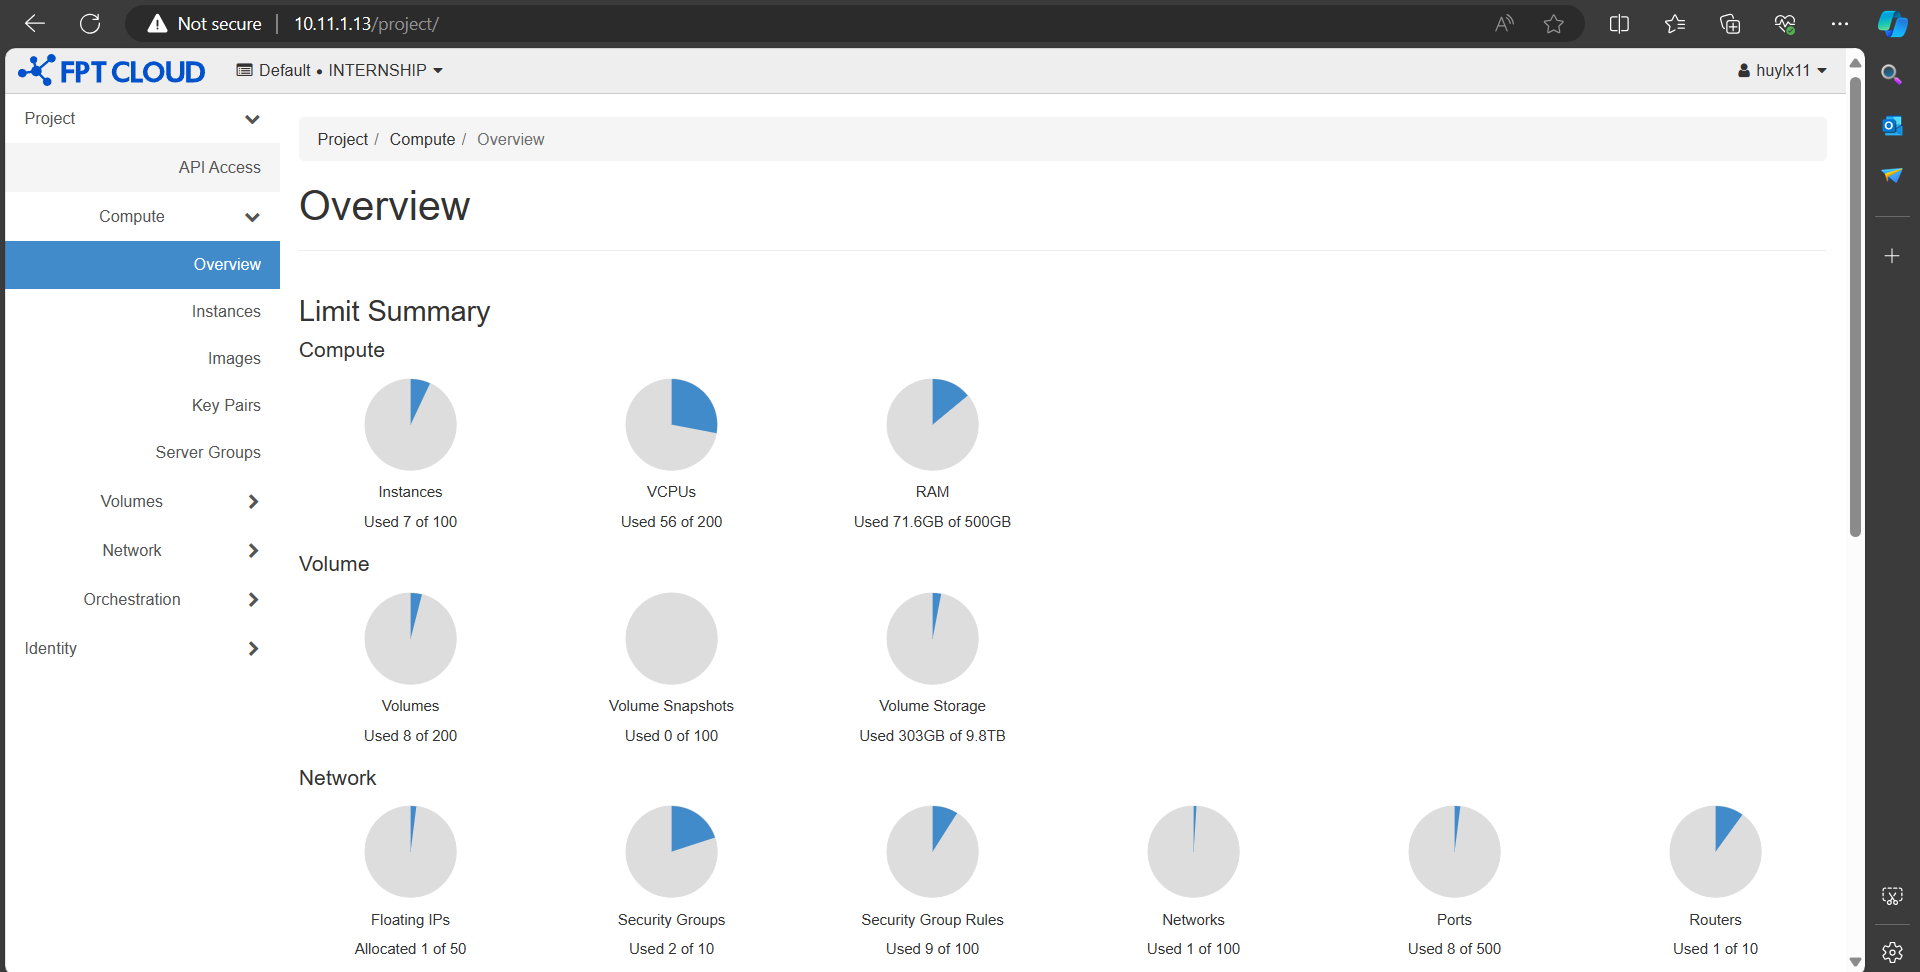 Not secure
10.11.1.13/project/
FPT CLOUD
Default • INTERNSHIP
huylx11
Project
API Access
Compute
Overview
Instances
Images
Key Pairs
Server Groups
Volumes
Network
Orchestration
Identity
Project / Compute / Overview
Overview
Limit Summary
Compute
Instances
Used 7 of 100
VCPUs
Used 56 of 200
RAM
Used 71.6GB of 500GB
Volume
Volumes
Used 8 of 200
Volume Snapshots
Used 0 of 100
Volume Storage
Used 303GB of 9.8TB
Network
Floating IPs
Allocated 1 of 50
Security Groups
Used 2 of 10
Security Group Rules
Used 9 of 100
Networks
Used 1 of 100
Ports
Used 8 of 500
Routers
Used 1 of 10